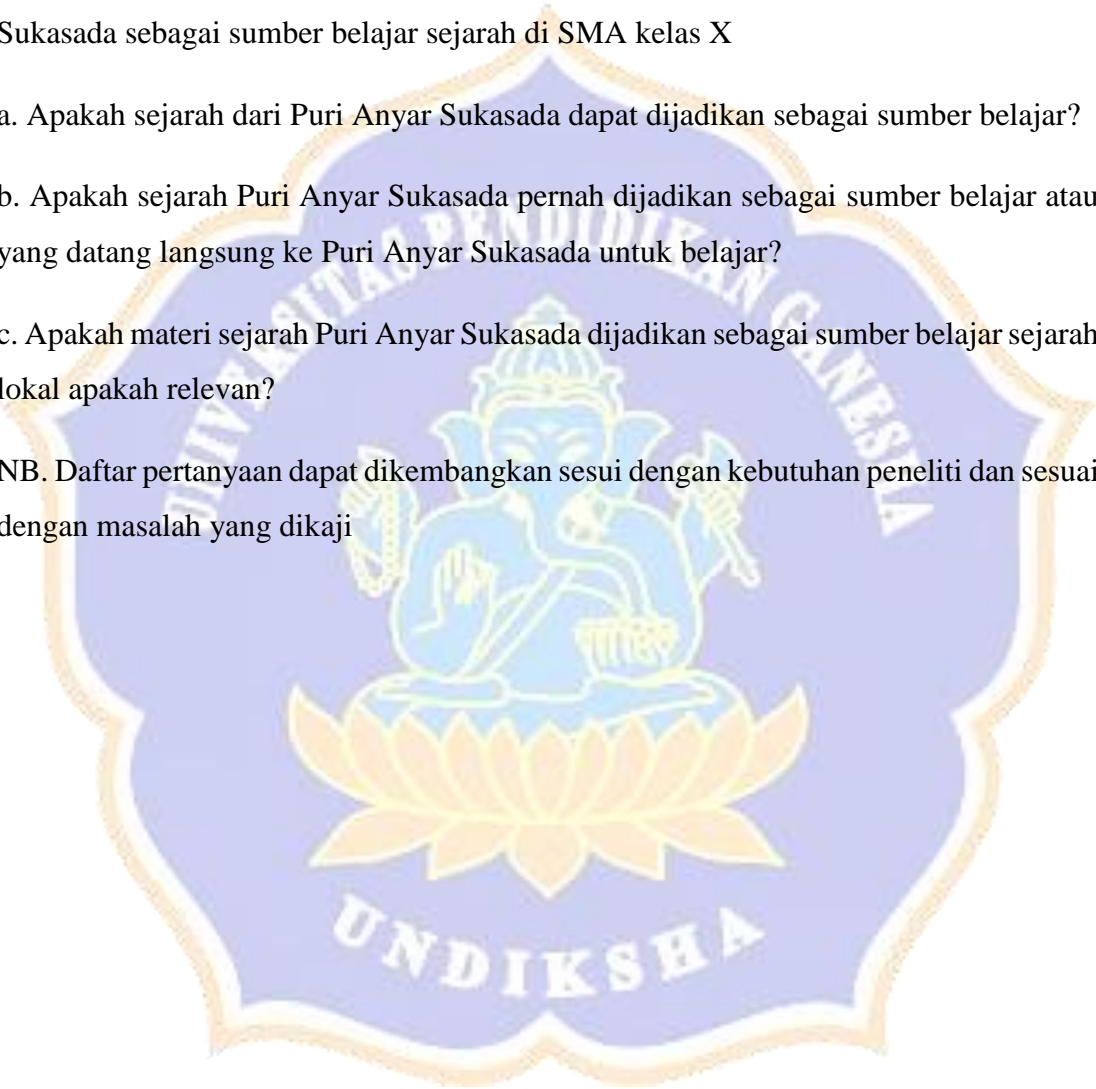 Sukasada sebagai sumber belajar sejarah di SMA kelas X
a. Apakah sejarah dari Puri Anyar Sukasada dapat dijadikan sebagai sumber belajar?
b. Apakah sejarah Puri Anyar Sukasada pernah dijadikan sebagai sumber belajar atau
yang datang langsung ke Puri Anyar Sukasada untuk belajar?
c. Apakah materi sejarah Puri Anyar Sukasada dijadikan sebagai sumber belajar sejarah
lokal apakah relevan?
NB. Daftar pertanyaan dapat dikembangkan sesui dengan kebutuhan peneliti dan sesuai
dengan masalah yang dikaji
UNIVERSITAS PENDIDIKAN GANESHA
UNDIKSHA